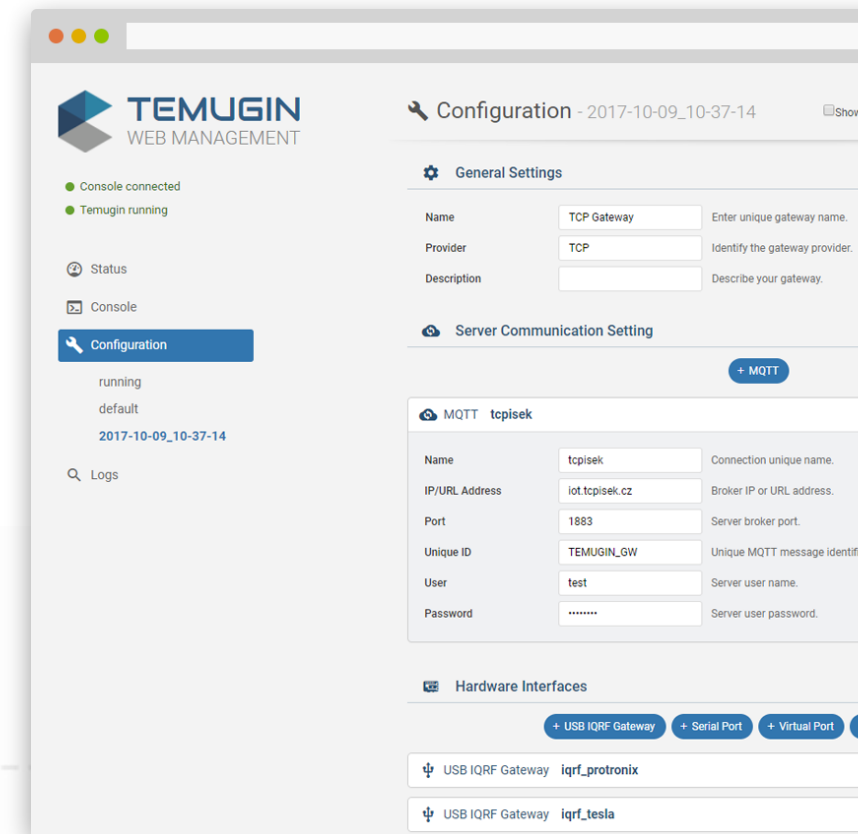 TEMUGIN
WEB MANAGEMENT
Console connected
Temugin running
Status
Console
Configuration
running
default
2017-10-09_10-37-14
Logs
Configuration - 2017-10-09_10-37-14
Show
General Settings
Name TCP Gateway Enter unique gateway name.
Provider TCP Identify the gateway provider.
Description Describe your gateway.
Server Communication Setting
+ MQTT
MQTT tcpisek
Name tcpisek Connection unique name.
IP/URL Address iot.tcpisek.cz Broker IP or URL address.
Port 1883 Server broker port.
Unique ID TEMUGIN_GW Unique MQTT message identifi
User test Server user name.
Password •••••••• Server user password.
Hardware Interfaces
+ USB IQRF Gateway + Serial Port + Virtual Port
USB IQRF Gateway iqrf_protronix
USB IQRF Gateway iqrf_tesla